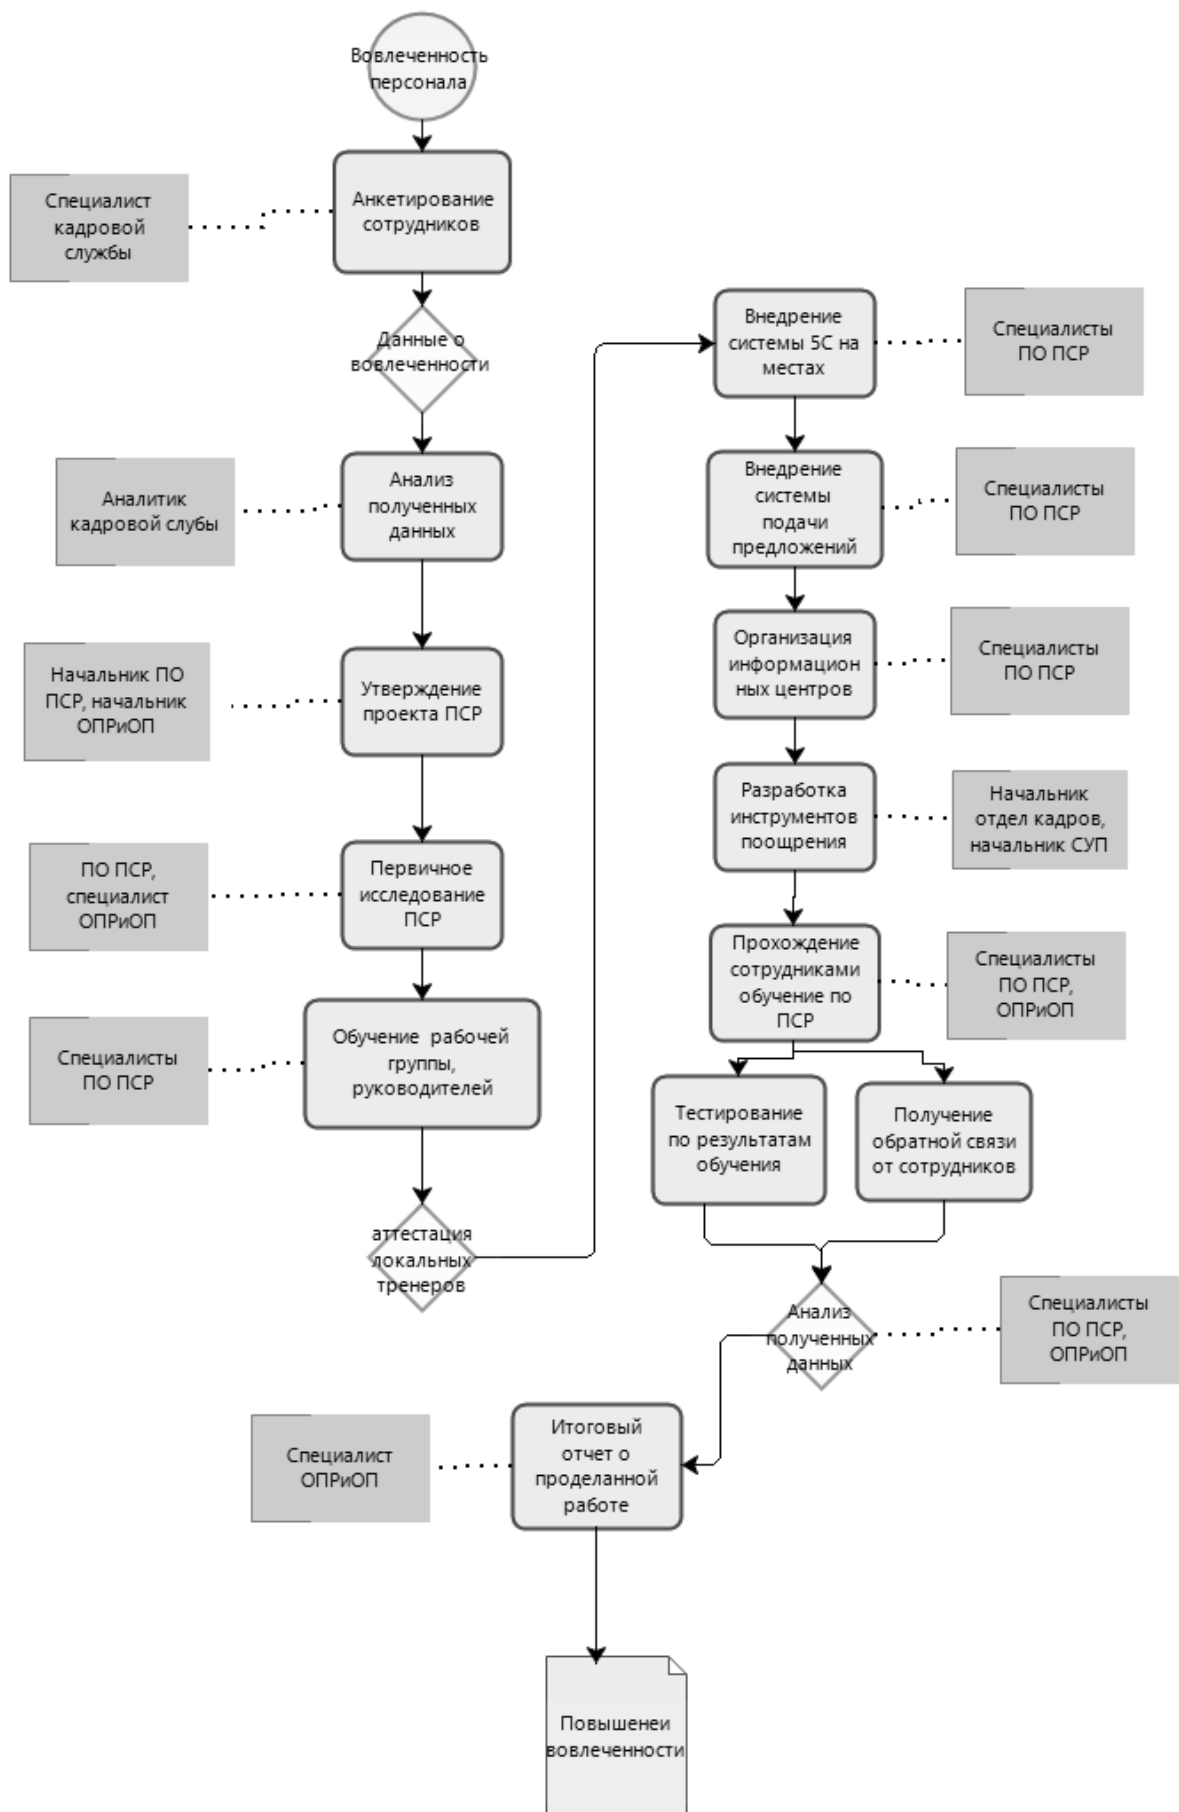 Вовлеченность
персонала
Анкетирование
сотрудников
Специалист
кадровой
службы
Данные о
вовлеченности
Анализ
полученных
данных
Аналитик
кадровой слубы
Утверждение
проекта ПСР
Начальник ПО
ПСР, начальник
ОПРиОП
Первичное
исследование
ПСР
ПО ПСР,
специалист
ОПРиОП
Обучение рабочей
группы,
руководителей
Специалисты
ПО ПСР
аттестация
локальных
тренеров
Внедрение
системы 5С на
местах
Специалисты
ПО ПСР
Внедрение
системы
подачи
предложений
Специалисты
ПО ПСР
Организация
информацион
ных центров
Специалисты
ПО ПСР
Разработка
инструментов
поощрения
Начальник
отдел кадров,
начальник СУП
Прохождение
сотрудниками
обучение по
ПСР
Специалисты
ПО ПСР,
ОПРиОП
Тестирование
по результатам
обучения
Получение
обратной связи
от сотрудников
Анализ
полученных
данных
Специалисты
ПО ПСР,
ОПРиОП
Итоговый
отчет о
проделанной
работе
Специалист
ОПРиОП
Повышенеи
вовлеченности